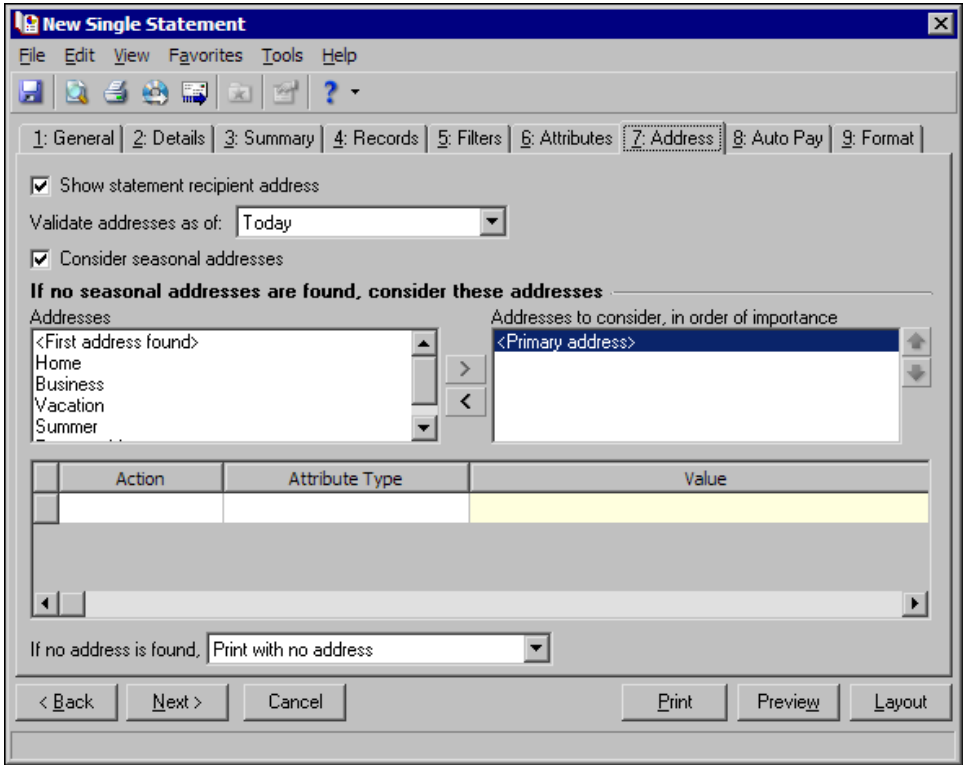 New Single Statement
File Edit View Favorites Tools Help
1: General 2: Details 3: Summary 4: Records 5: Filters 6: Attributes 7: Address 8: Auto Pay 9: Format
Show statement recipient address
Validate addresses as of: Today
Consider seasonal addresses
If no seasonal addresses are found, consider these addresses
Addresses
<First address found>
Home
Business
Vacation
Summer
Addresses to consider, in order of importance
<Primary address>
Action Attribute Type Value
If no address is found, Print with no address
< Back Next > Cancel Print Preview Layout